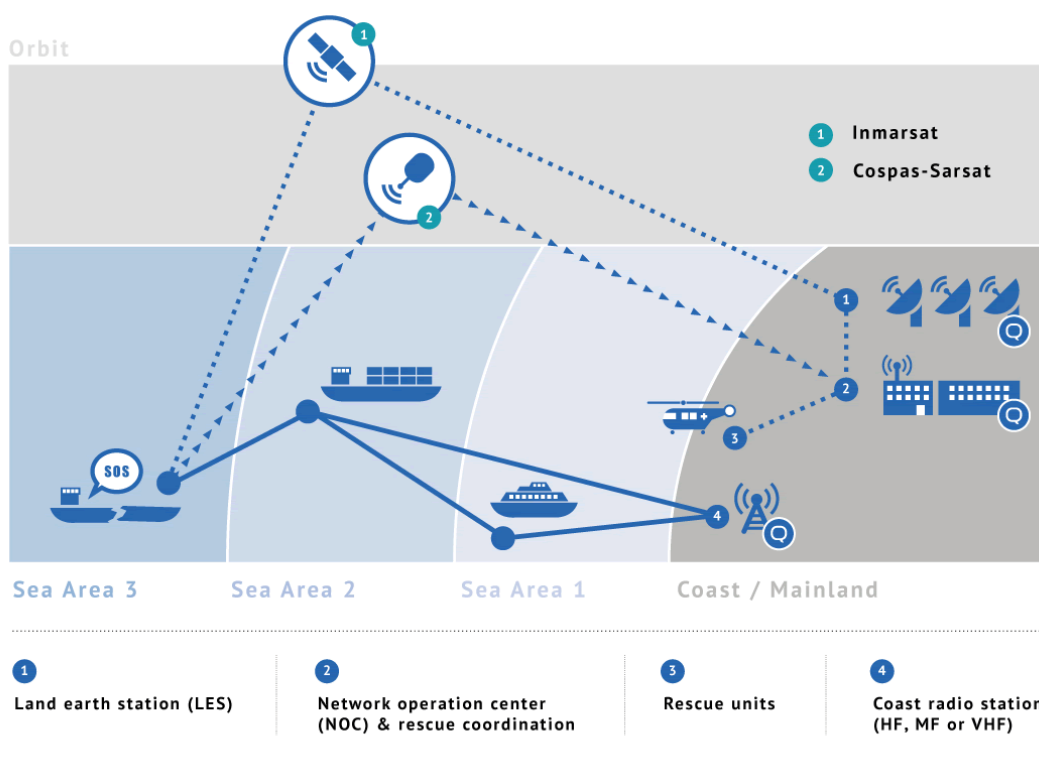 Orbit
1
2
1 Inmarsat
2 Cospas-Sarsat
1
2
3
SOS
4
Sea Area 3
Sea Area 2
Sea Area 1
Coast / Mainland
1
Land earth station (LES)
2
Network operation center
(NOC) & rescue coordination
3
Rescue units
4
Coast radio station
(HF, MF or VHF)